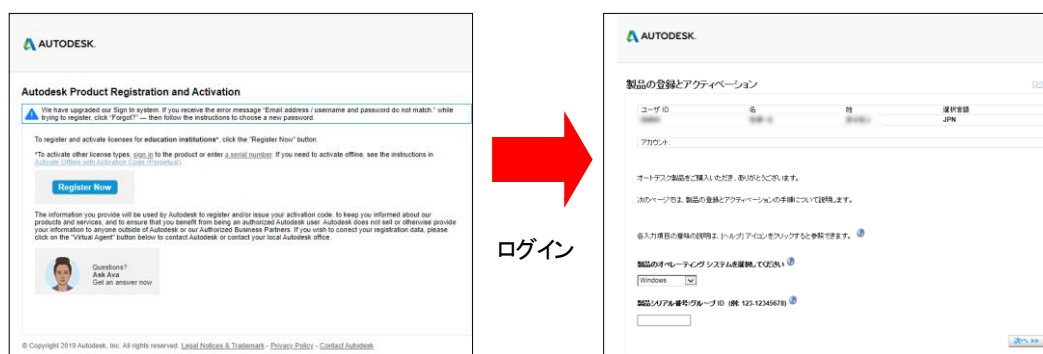 AUTODESK.
Autodesk Product Registration and Activation
We have upgraded our Sign In system. If you receive the error message "Email address / username and password do not match." while
trying to register, click "Forgot?" — then follow the instructions to choose a new password.
To register and activate licenses for education institutions*, click the "Register Now" button.
*To activate other license types, sign in to the product or enter a serial number. If you need to activate offline, see the instructions in
Activate Offline with Activation Code (Perpetual).
Register Now
The information you provide will be used by Autodesk to register and/or issue your activation code, to keep you informed about our
products and services, and to ensure that you benefit from being an authorized Autodesk user. Autodesk does not sell or otherwise provide
your information to anyone outside of Autodesk or our Authorized Business Partners. If you wish to correct your registration data, please
click on the "Virtual Agent" button below to contact Autodesk or contact your local Autodesk office.
Questions?
Ask Ava
Get an answer now
© Copyright 2019 Autodesk, Inc. All rights reserved. Legal Notices & Trademark - Privacy Policy - Contact Autodesk
ログイン
AUTODESK.
製品の登録とアクティベーション
ユーザ ID 名 姓 選択言語
JPN
アカウント:
オートデスク製品をご購入いただき、ありがとうございます。
次のページでは、製品の登録とアクティベーションの手順について説明します。
各入力項目の意味の説明は、[ヘルプ] アイコンをクリックすると参照できます。
製品のオペレーティング システムを選択してください
Windows
製品シリアル番号/グループ ID (例: 123-12345678)
次へ >>